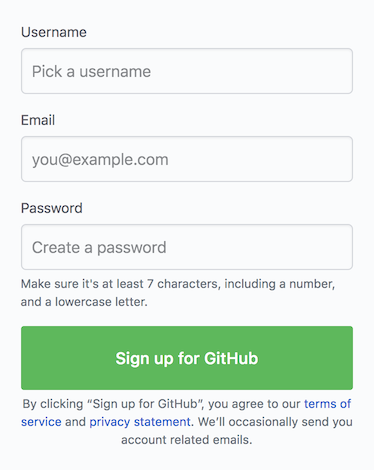 Username
Pick a username
Email
you@example.com
Password
Create a password
Make sure it's at least 7 characters, including a number,
and a lowercase letter.
Sign up for GitHub
By clicking “Sign up for GitHub”, you agree to our terms of
service and privacy statement. We’ll occasionally send you
account related emails.